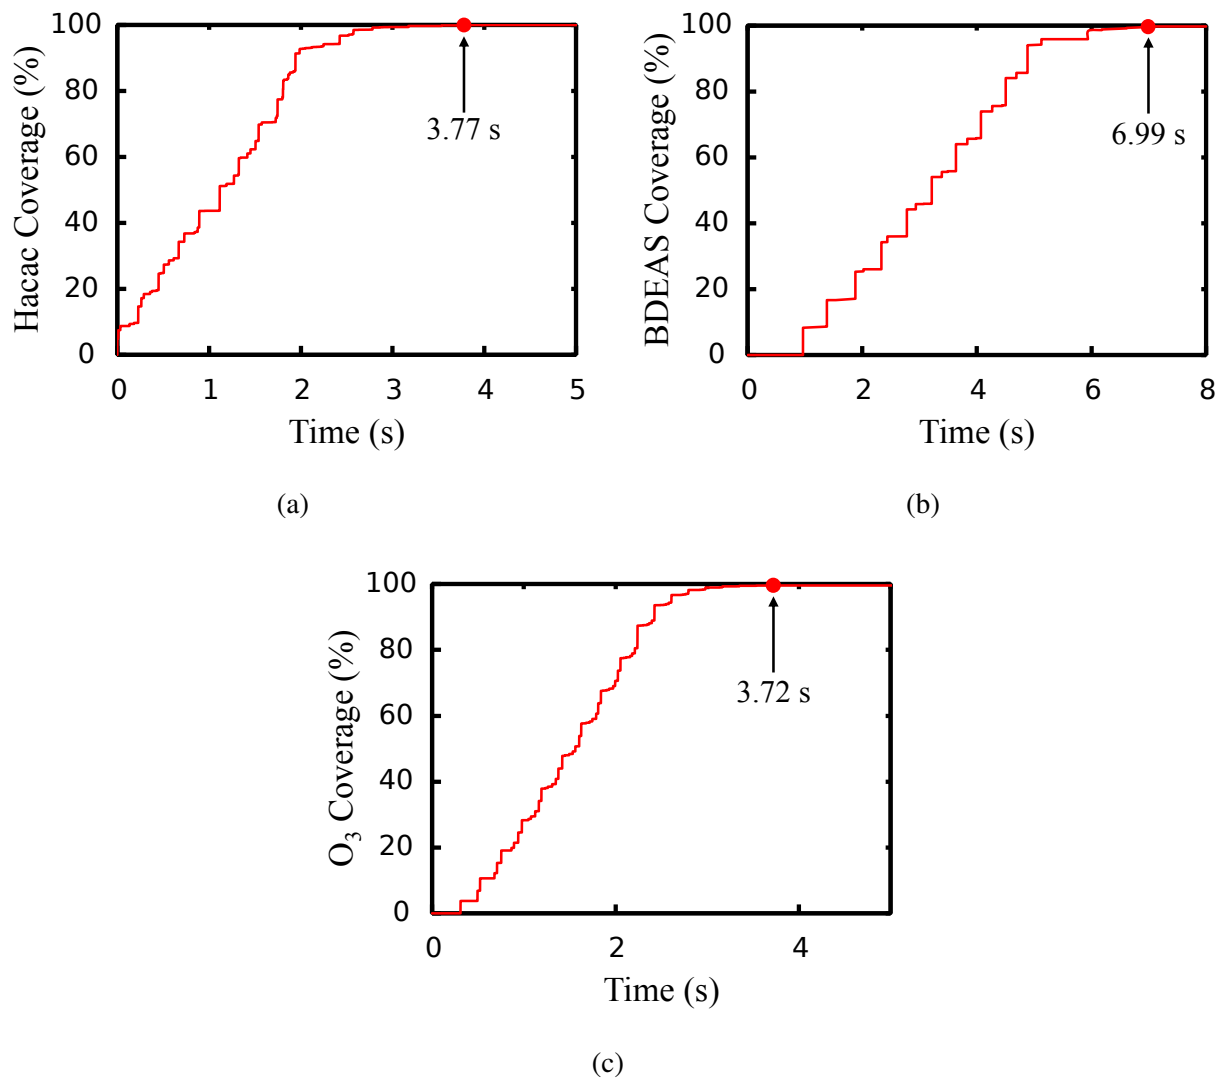 100
80
60
40
20
0
Hacac Coverage (%)
3.77 s
0 1 2 3 4 5
Time (s)
(a)
100
80
60
40
20
0
BDEAS Coverage (%)
6.99 s
0 2 4 6 8
Time (s)
(b)
100
80
60
40
20
0
O₃ Coverage (%)
3.72 s
0 2 4
Time (s)
(c)